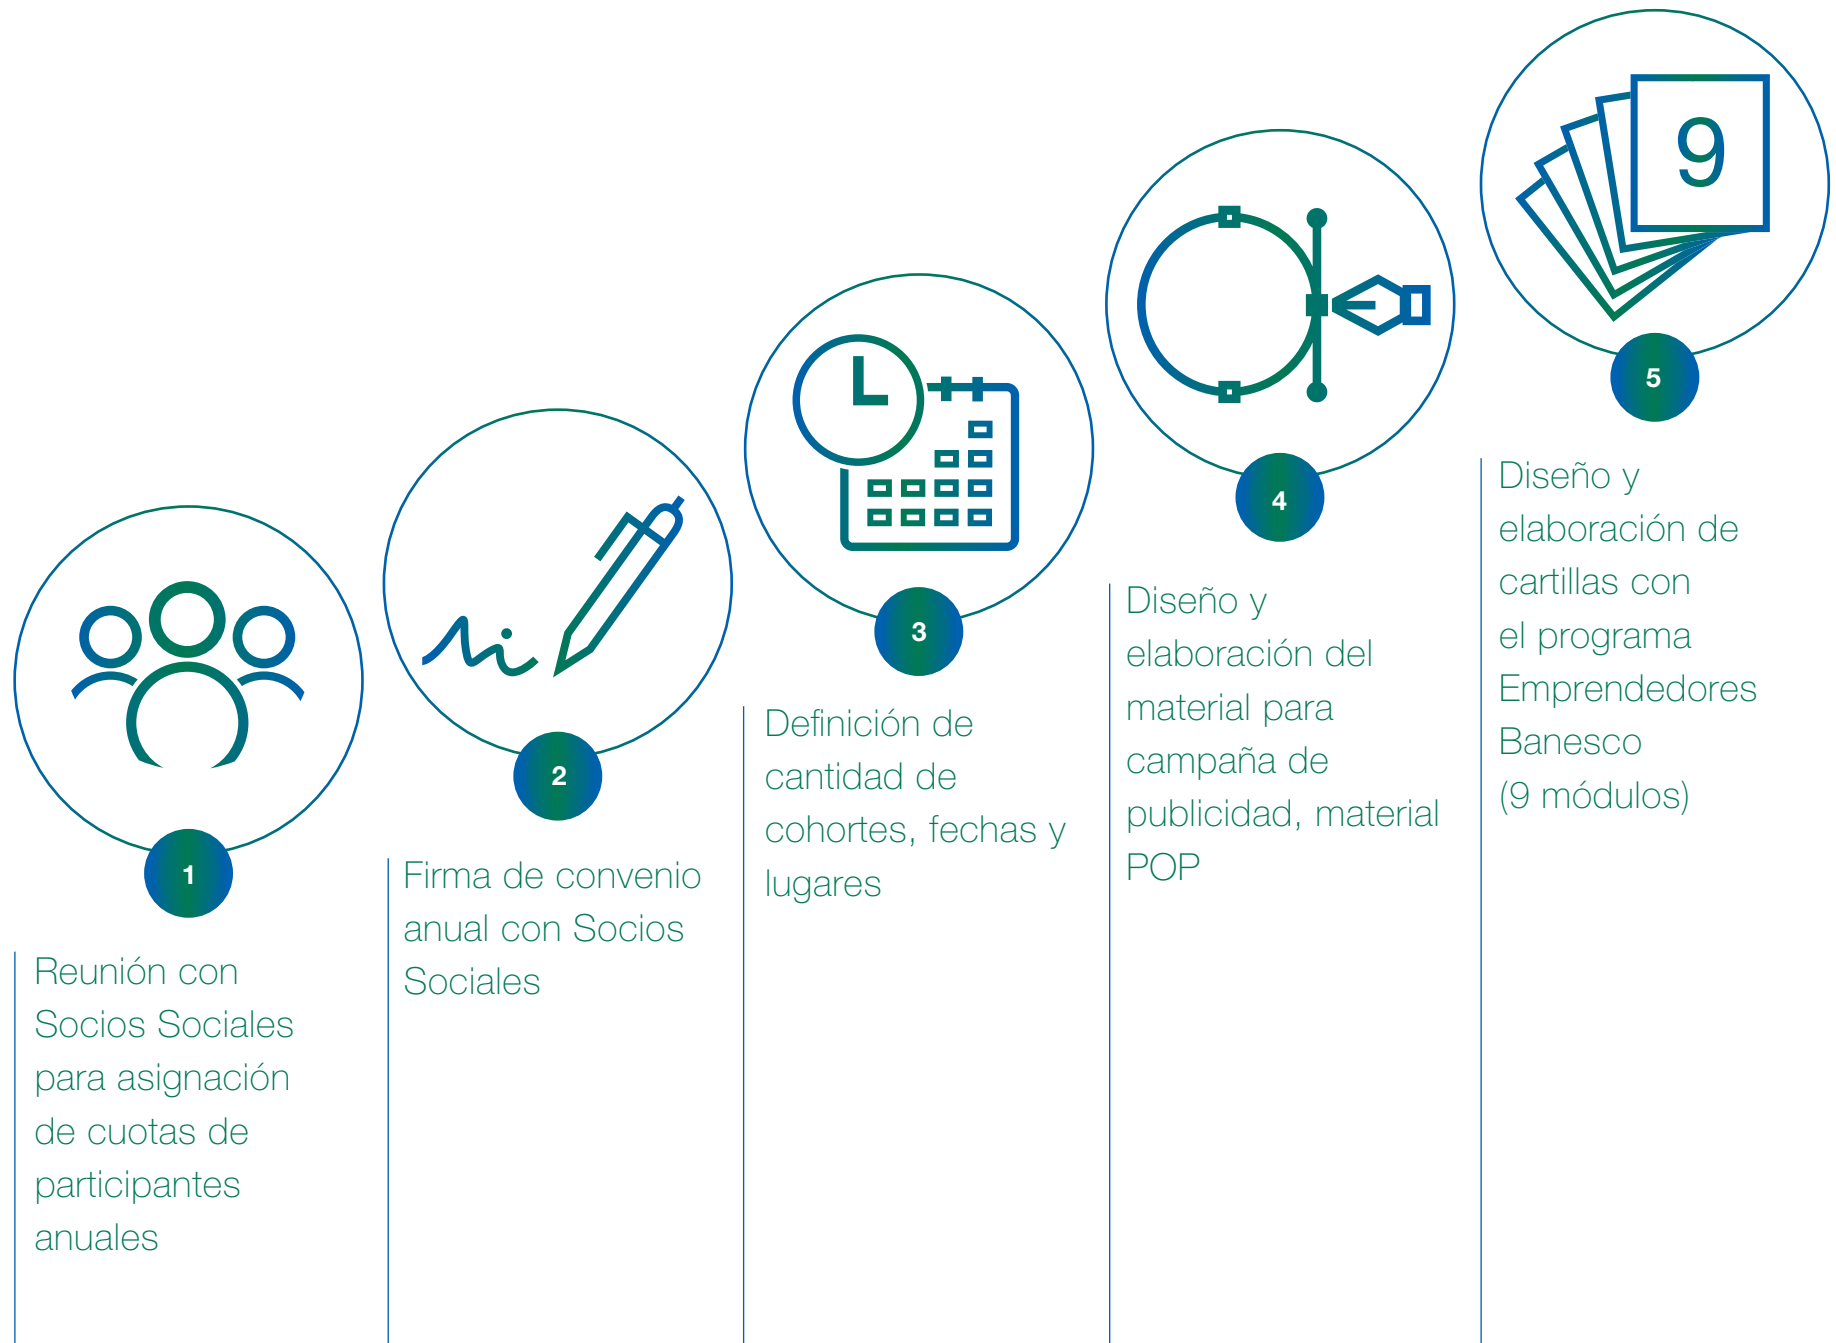 1
Reunión con
Socios Sociales
para asignación
de cuotas de
participantes
anuales
2
Firma de convenio
anual con Socios
Sociales
3
Definición de
cantidad de
cohortes, fechas y
lugares
4
Diseño y
elaboración del
material para
campaña de
publicidad, material
POP
9
5
Diseño y
elaboración de
cartillas con
el programa
Emprendedores
Banesco
(9 módulos)